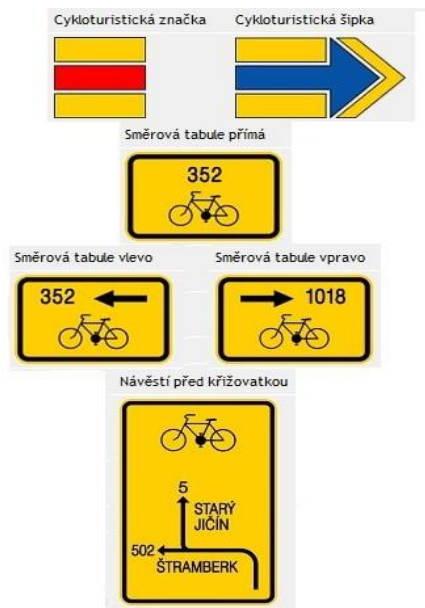 Cykloturistická značka
Cykloturistická šipka
Směrová tabule přímá
352
Směrová tabule vlevo
Směrová tabule vpravo
352
1018
Návěstí před křižovatkou
5
STARÝ
JIČÍN
502
ŠTRAMBERK